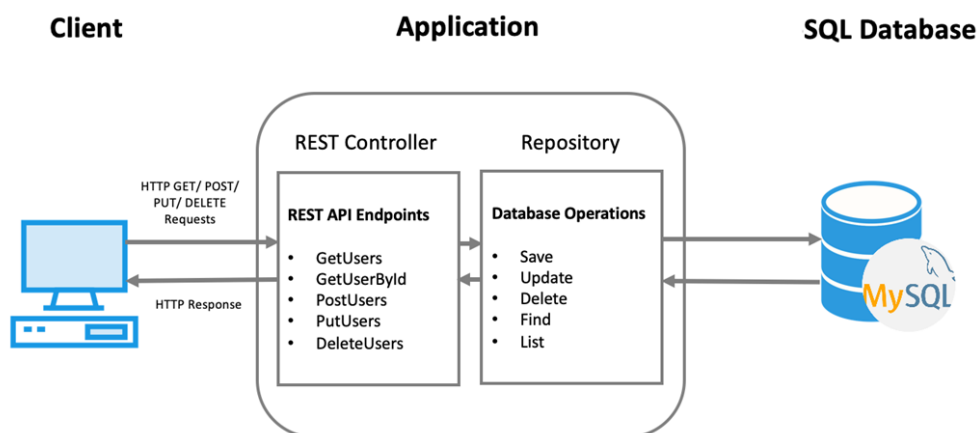 Client
Application
SQL Database
REST Controller
Repository
HTTP GET/ POST/
PUT/ DELETE
Requests
HTTP Response
REST API Endpoints
• GetUsers
• GetUserById
• PostUsers
• PutUsers
• DeleteUsers
Database Operations
• Save
• Update
• Delete
• Find
• List
MySQL